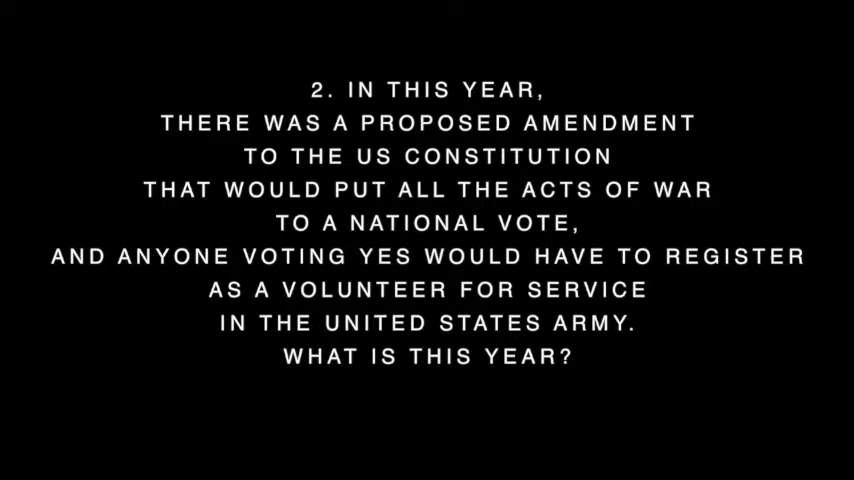 2. IN THIS YEAR,
THERE WAS A PROPOSED AMENDMENT
TO THE US CONSTITUTION
THAT WOULD PUT ALL THE ACTS OF WAR
TO A NATIONAL VOTE,
AND ANYONE VOTING YES WOULD HAVE TO REGISTER
AS A VOLUNTEER FOR SERVICE
IN THE UNITED STATES ARMY.
WHAT IS THIS YEAR?